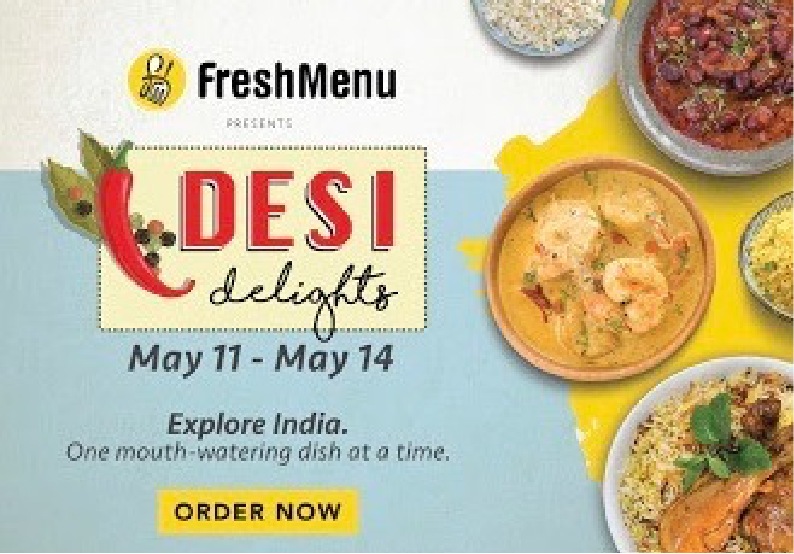 FreshMenu
PRESENTS
DESI
delights
May 11 - May 14
Explore India.
One mouth-watering dish at a time.
ORDER NOW